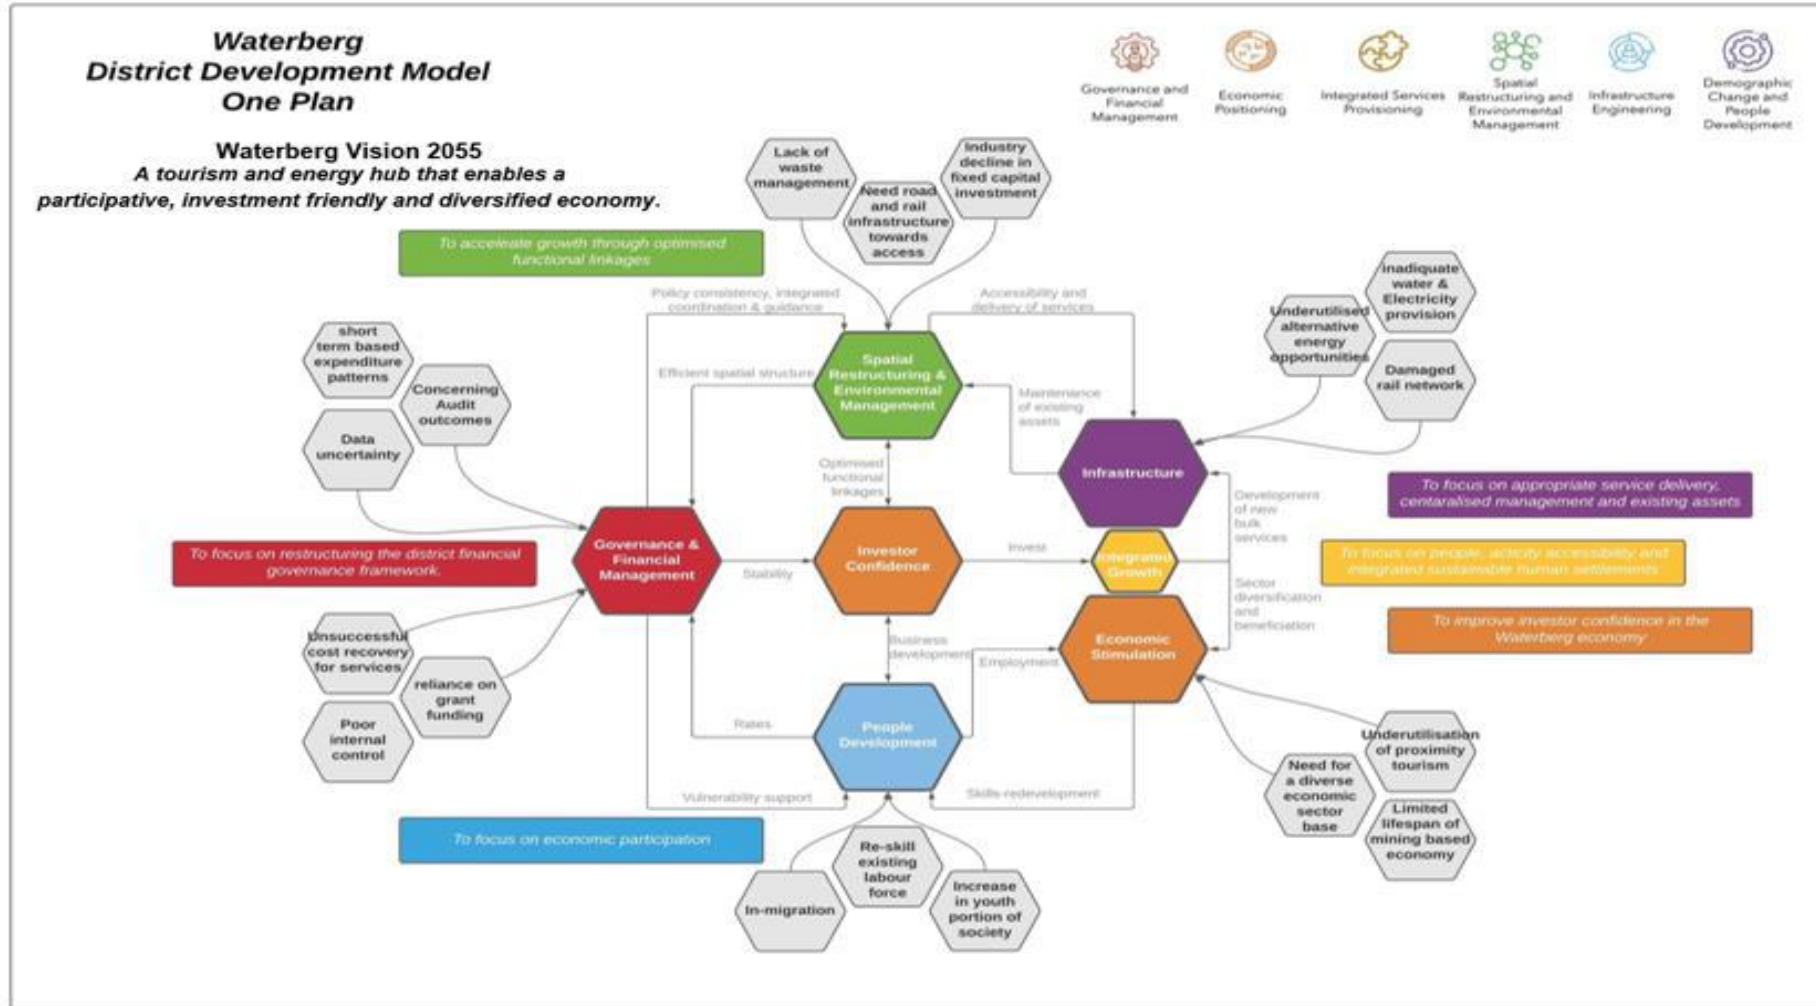 Waterberg
District Development Model
One Plan
Waterberg Vision 2055
A tourism and energy hub that enables a
participative, investment friendly and diversified economy.
Governance and
Financial
Management
Economic
Positioning
Integrated Services
Provisioning
Spatial
Restructuring and
Environmental
Management
Infrastructure
Engineering
Demographic
Change and
People
Development
Lack of
waste
management
Need road
and rail
infrastructure
towards
access
Industry
decline in
fixed capital
investment
To acceleate growth through optimised
functional linkages
Policy consistency, integrated
coordination & guidance
Accessibility and
delivery of services
inadiquate
water &
Electricity
provision
Underutilised
alternative
energy
opportunities
Damaged
rail network
short
term based
expenditure
patterns
Concerning
Audit
outcomes
Data
uncertainty
Efficient spatial structure
Spatial
Restructuring &
Environmental
Management
Maintenance
of existing
assets
Optimised
functional
linkages
Infrastructure
To focus on appropriate service delivery,
centaralised management and existing assets
Development
of new
bulk
services
To focus on restructuring the district financial
governance framework.
Governance &
Financial
Management
Stability
Investor
Confidence
Invest
Integrated
Growth
To focus on people, activity accessibility and
integrated sustainable human settlements
Sector
diversification
and
beneficiation
To improve investor confidence in the
Waterberg economy
Unsuccessful
cost recovery
for services
reliance on
grant
funding
Poor
internal
control
Business
development
Employment
Economic
Stimulation
Rates
People
Development
Vulnerability support
Skills redevelopment
Underutilisation
of proximity
tourism
Need for
a diverse
economic
sector
base
Limited
lifespan of
mining based
economy
To focus on economic participation
In-migration
Re-skill
existing
labour
force
Increase
in youth
portion of
society